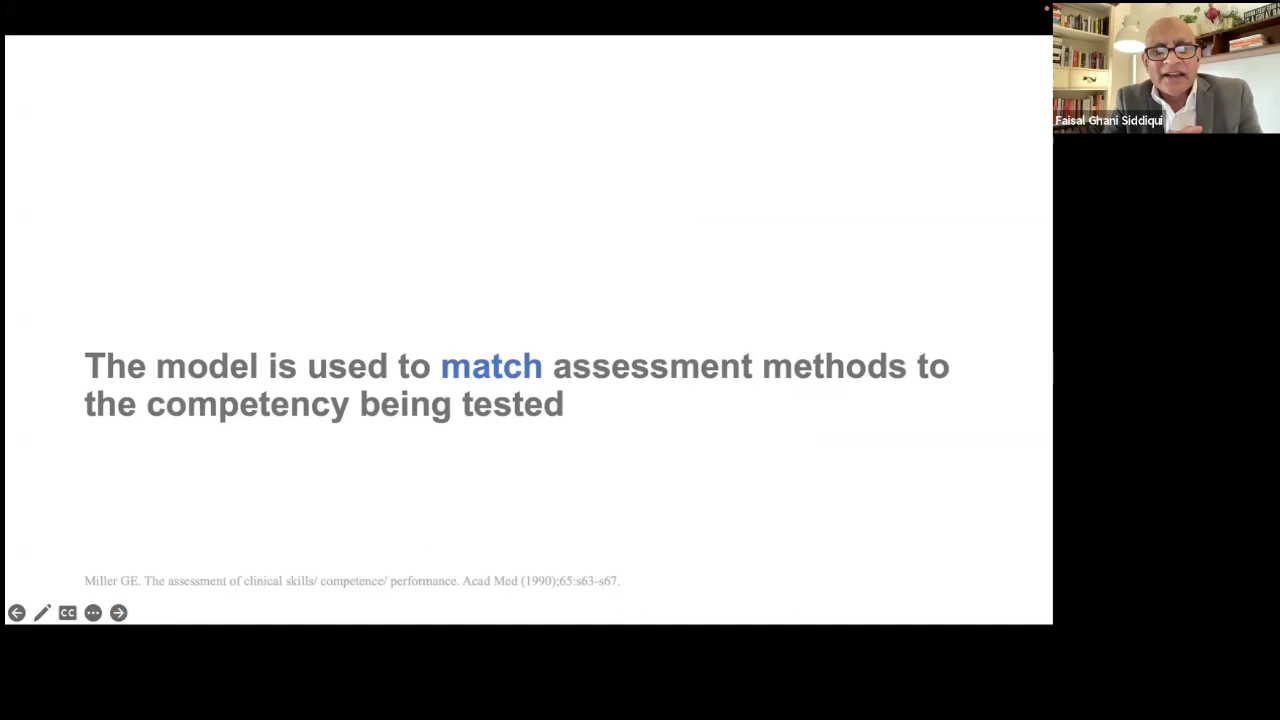 Faisal Ghani Siddiqui
The model is used to match assessment methods to
the competency being tested
Miller GE. The assessment of clinical skills/ competence/ performance. Acad Med (1990);65:s63-s67.
CC